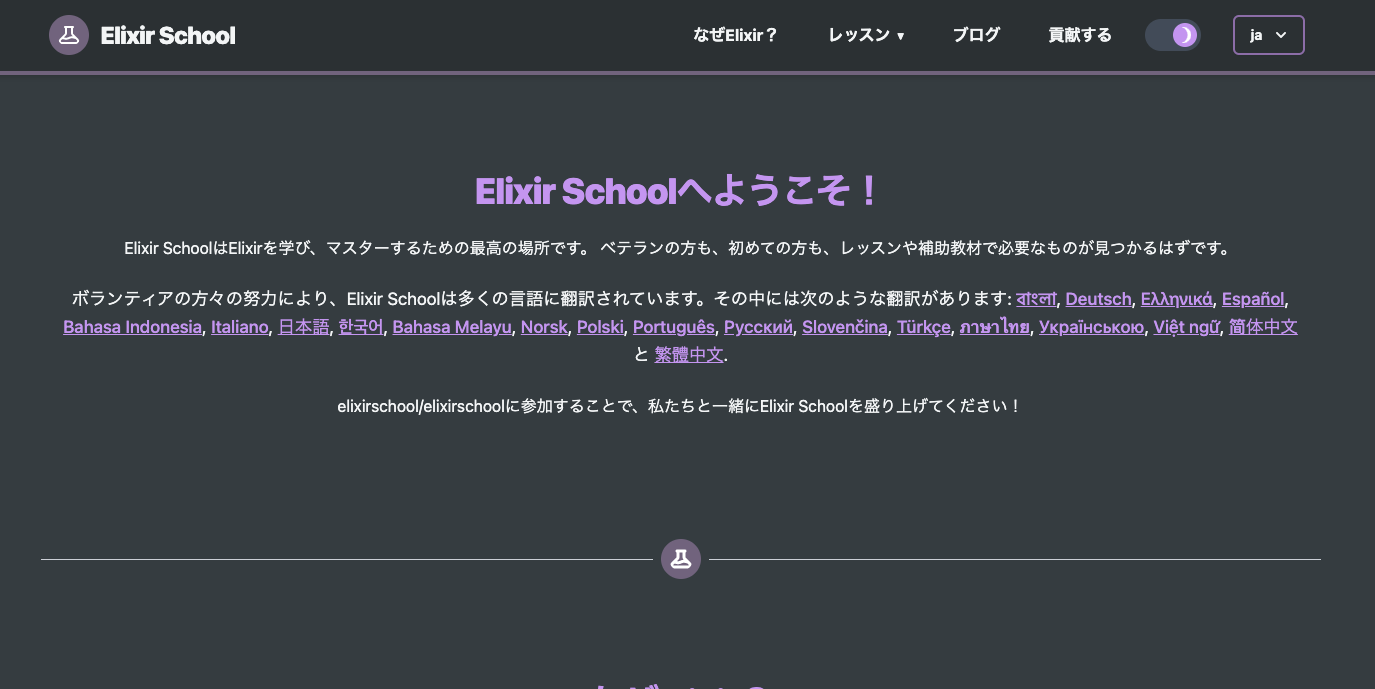 Elixir School
なぜElixir？
レッスン ▼
ブログ
貢献する
ja
Elixir Schoolへようこそ！
Elixir SchoolはElixirを学び、マスターするための最高の場所です。 ベテランの方も、初めての方も、レッスンや補助教材で必要なものが見つかるはずです。
ボランティアの方々の努力により、Elixir Schoolは多くの言語に翻訳されています。その中には次のような翻訳があります: বাংলা, Deutsch, Ελληνικά, Español,
Bahasa Indonesia, Italiano, 日本語, 한국어, Bahasa Melayu, Norsk, Polski, Português, Русский, Slovenčina, Türkçe, ภาษาไทย, Українською, Việt ngữ, 简体中文
と 繁體中文.
elixirschool/elixirschoolに参加することで、私たちと一緒にElixir Schoolを盛り上げてください！